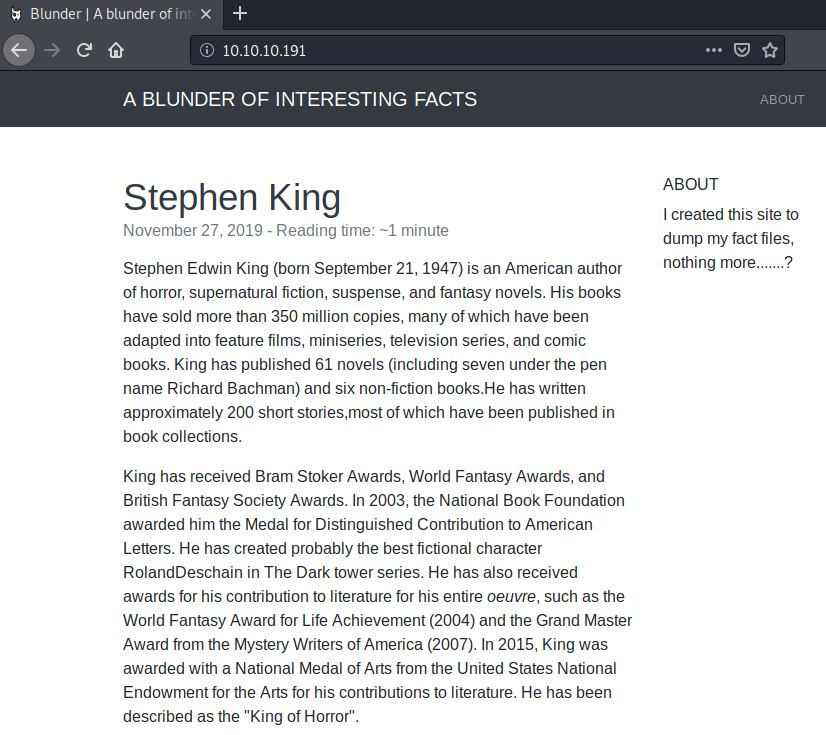 Blunder | A blunder of int
10.10.10.191
A BLUNDER OF INTERESTING FACTS
ABOUT
Stephen King
November 27, 2019 - Reading time: ~1 minute
Stephen Edwin King (born September 21, 1947) is an American author
of horror, supernatural fiction, suspense, and fantasy novels. His books
have sold more than 350 million copies, many of which have been
adapted into feature films, miniseries, television series, and comic
books. King has published 61 novels (including seven under the pen
name Richard Bachman) and six non-fiction books.He has written
approximately 200 short stories,most of which have been published in
book collections.
King has received Bram Stoker Awards, World Fantasy Awards, and
British Fantasy Society Awards. In 2003, the National Book Foundation
awarded him the Medal for Distinguished Contribution to American
Letters. He has created probably the best fictional character
RolandDeschain in The Dark tower series. He has also received
awards for his contribution to literature for his entire oeuvre, such as the
World Fantasy Award for Life Achievement (2004) and the Grand Master
Award from the Mystery Writers of America (2007). In 2015, King was
awarded with a National Medal of Arts from the United States National
Endowment for the Arts for his contributions to literature. He has been
described as the "King of Horror".
ABOUT
I created this site to
dump my fact files,
nothing more.......?